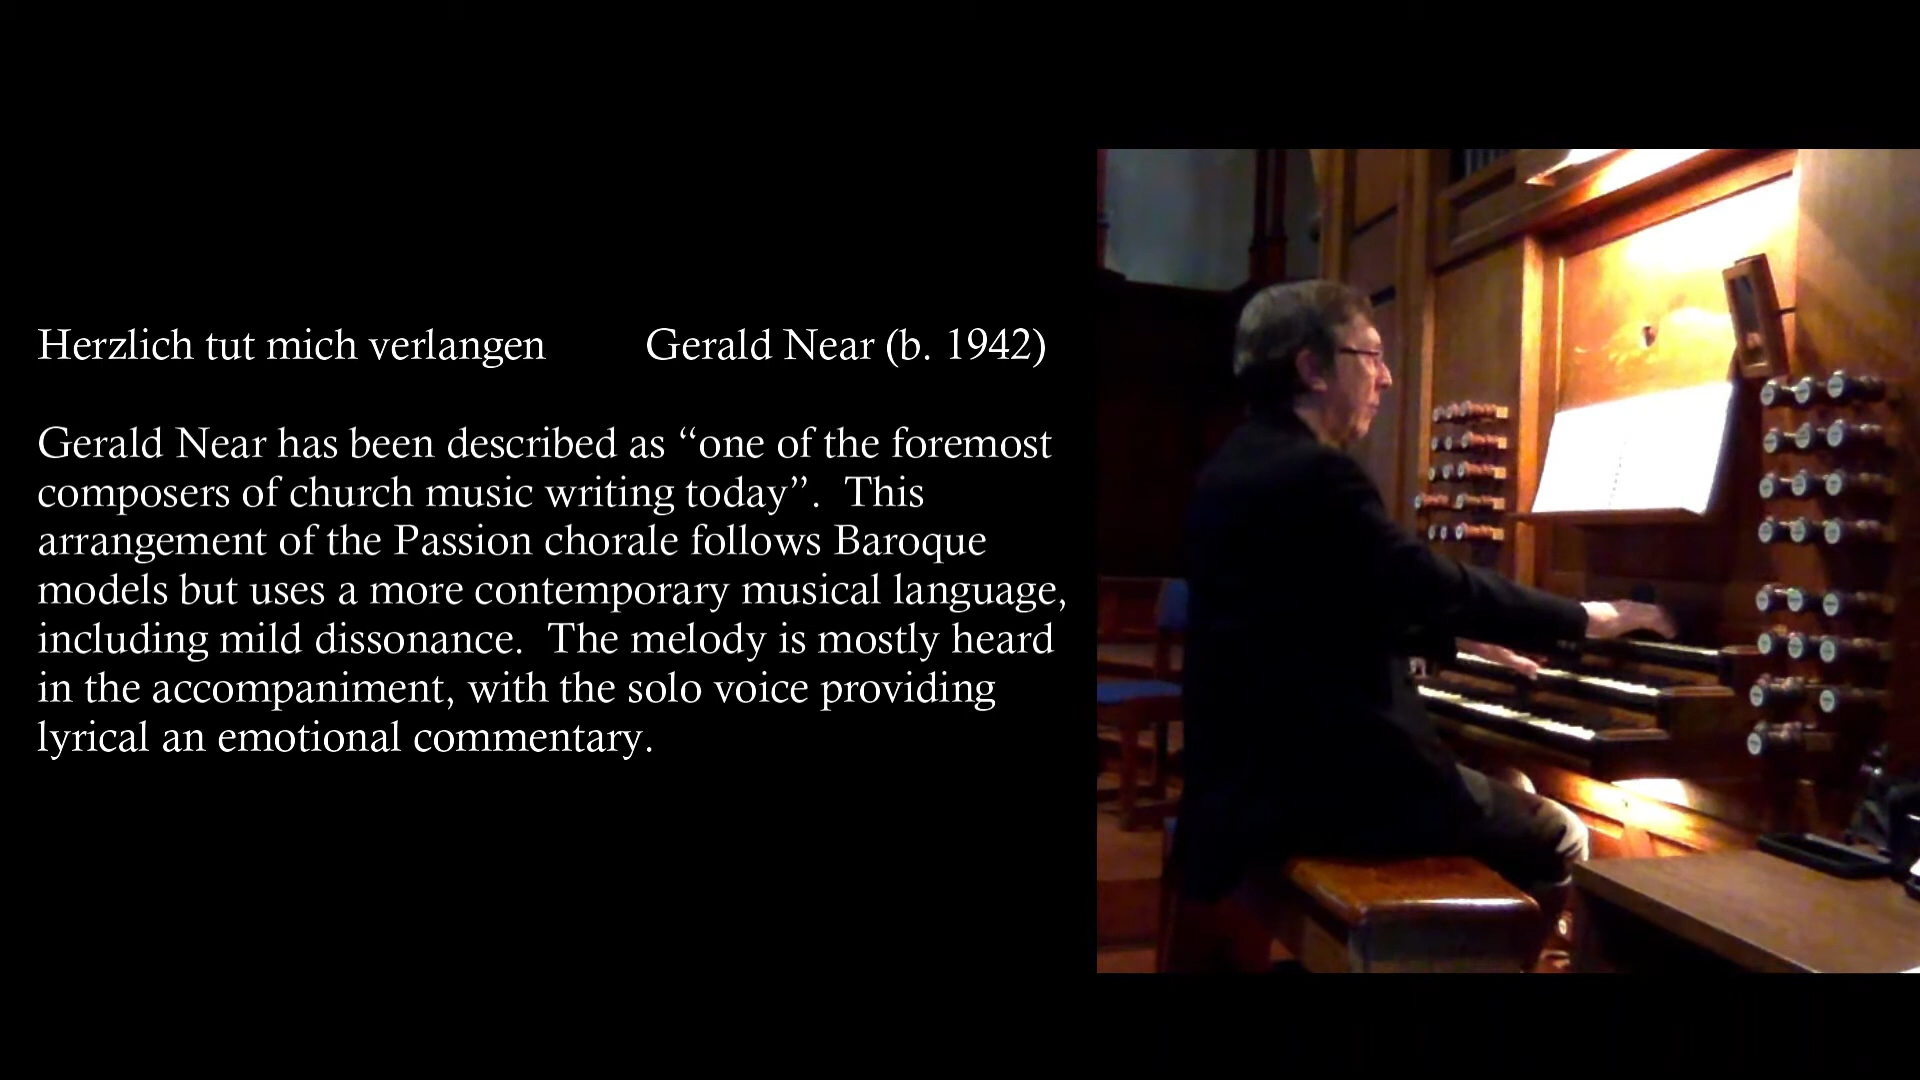 Herzlich tut mich verlangen Gerald Near (b. 1942)
Gerald Near has been described as “one of the foremost
composers of church music writing today”. This
arrangement of the Passion chorale follows Baroque
models but uses a more contemporary musical language,
including mild dissonance. The melody is mostly heard
in the accompaniment, with the solo voice providing
lyrical an emotional commentary.